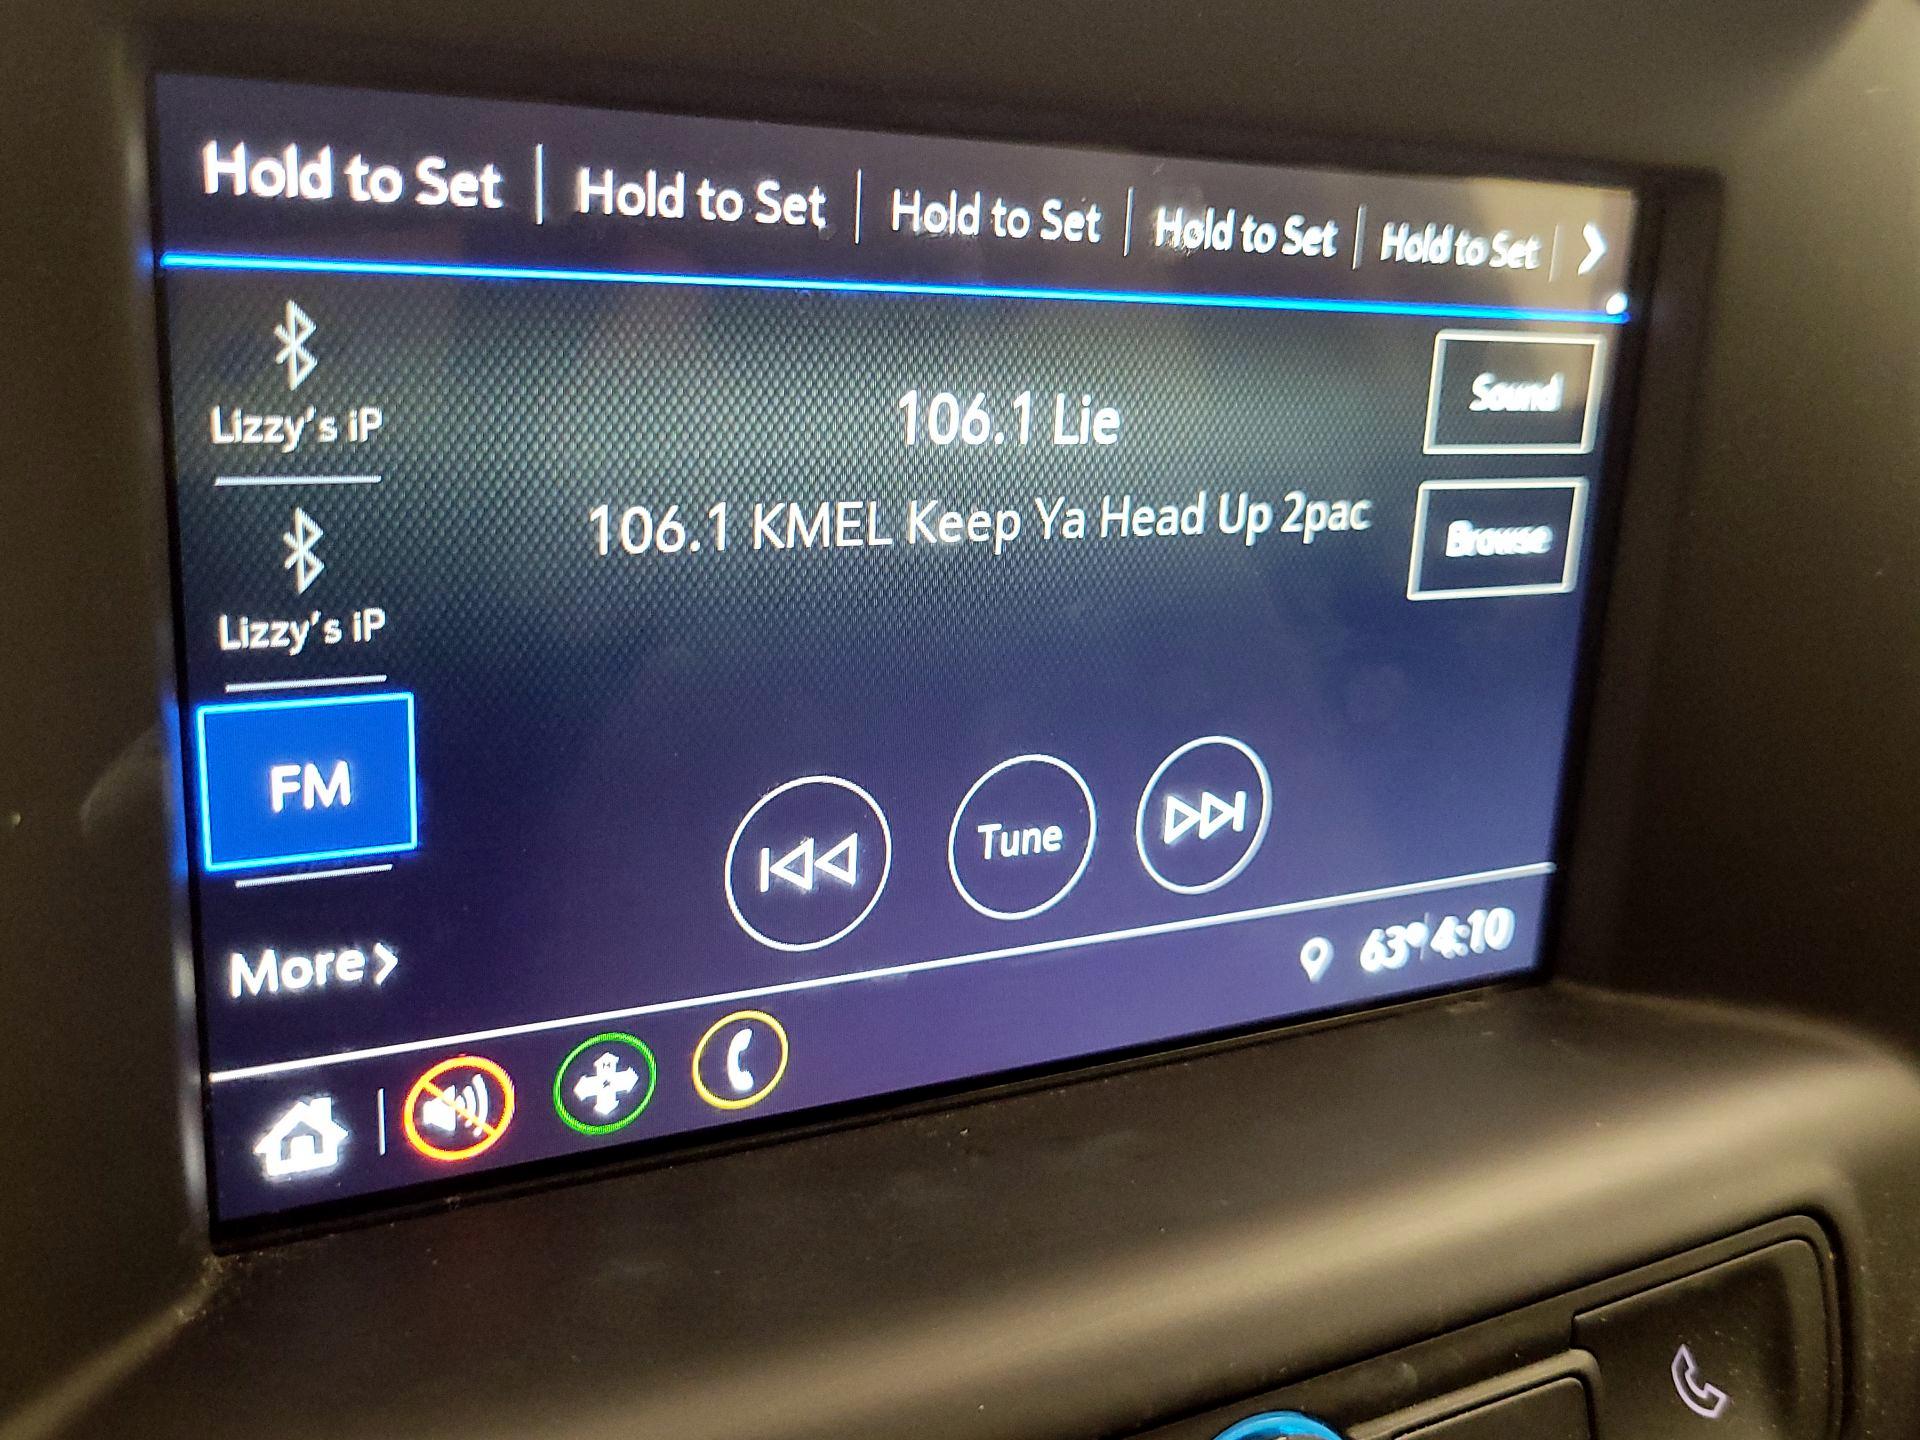 Hold to Set Hold to Set Hold to Set Hold to Set Hold to Set
Lizzy's iP
106.1 Lie
Sound
106.1 KMEL Keep Ya Head Up 2pac
Browse
Lizzy's iP
FM
Tune
More
63° 4:10